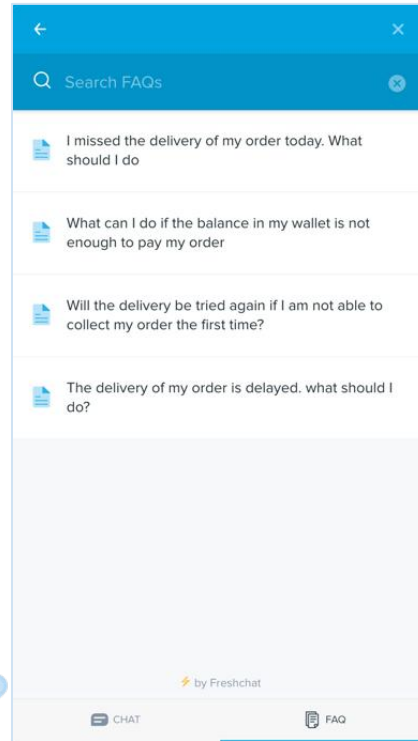 Search FAQs
I missed the delivery of my order today. What
should I do
What can I do if the balance in my wallet is not
enough to pay my order
Will the delivery be tried again if I am not able to
collect my order the first time?
The delivery of my order is delayed. what should I
do?
by Freshchat
CHAT
FAQ